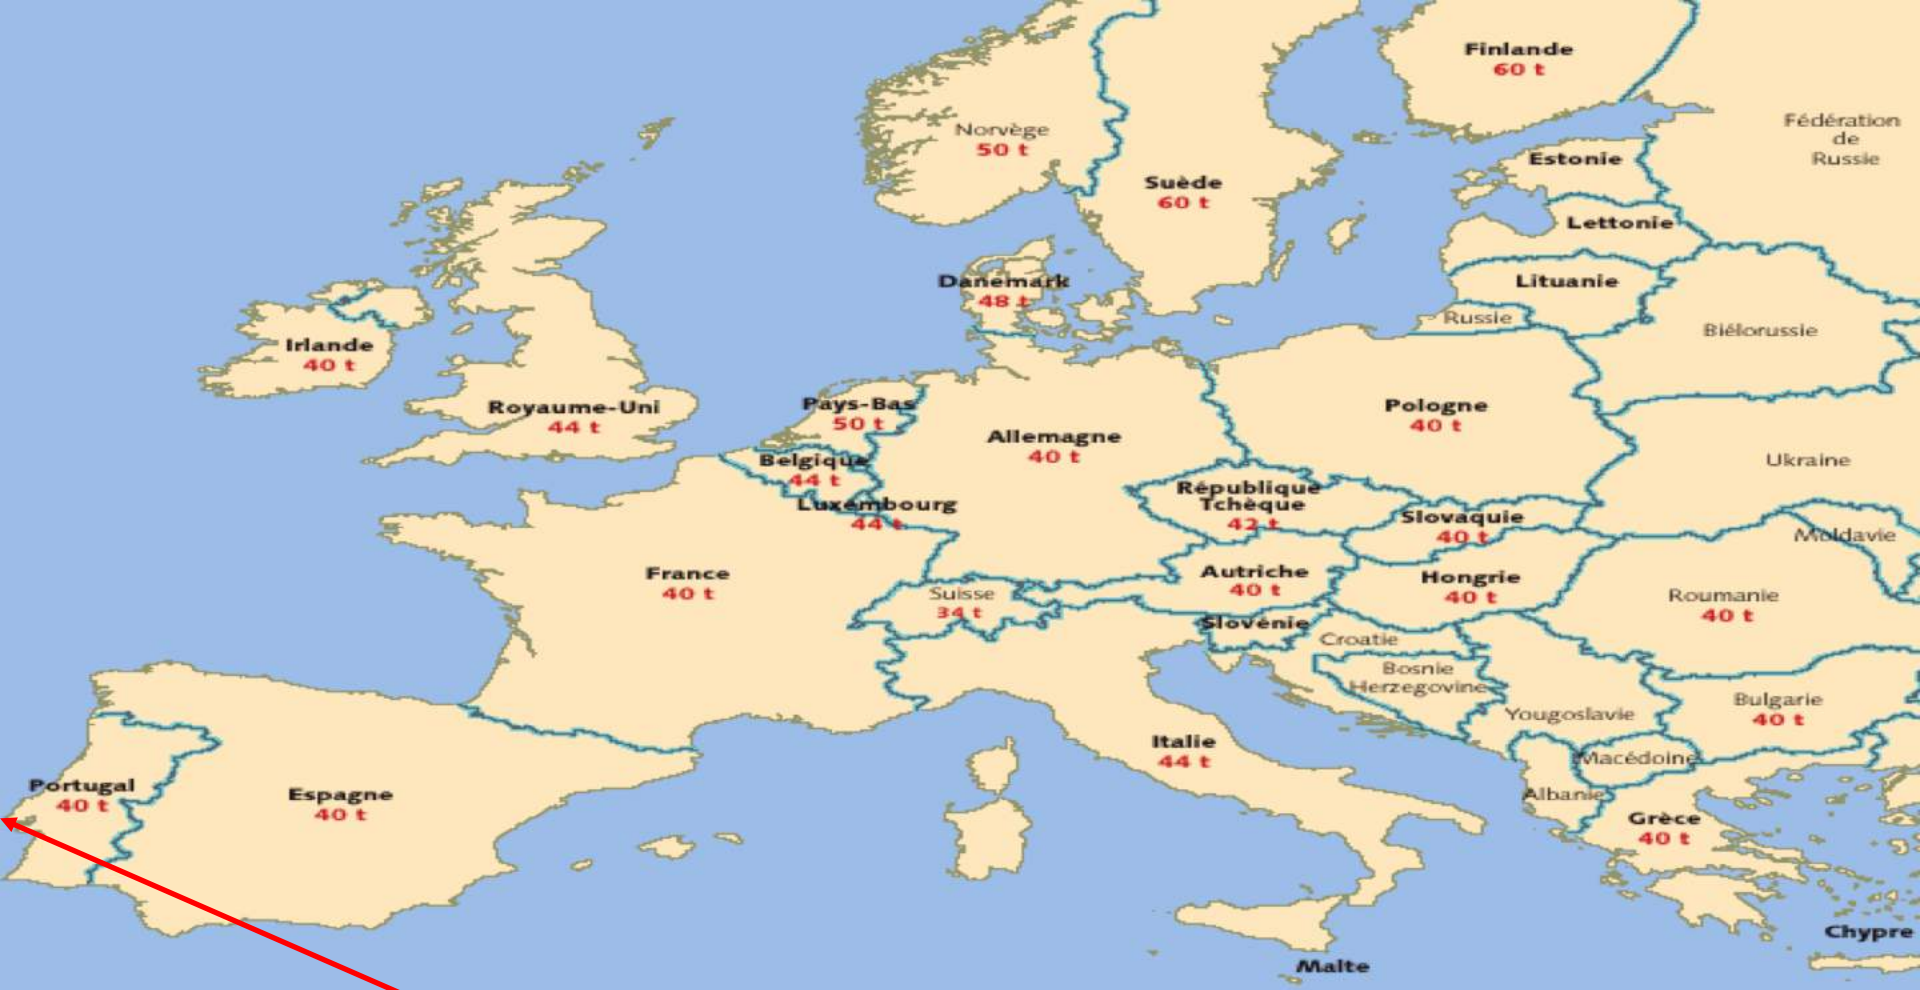 Finlande
60 t
Fédération
de
Russie
Norvège
50 t
Estonie
Suède
60 t
Lettonie
Danemark
48 t
Lituanie
Russie
Biélorussie
Irlande
40 t
Royaume-Uni
44 t
Pays-Bas
50 t
Allemagne
40 t
Pologne
40 t
Belgique
44 t
Ukraine
République
Tchèque
42 t
Luxembourg
44 t
Slovaquie
40 t
Moldavie
France
40 t
Suisse
34 t
Autriche
40 t
Hongrie
40 t
Roumanie
40 t
Slovénie
Croatie
Bosnie
Herzegovine
Yougoslavie
Bulgarie
40 t
Italie
44 t
Macédoine
Albanie
Portugal
40 t
Espagne
40 t
Grèce
40 t
Chypre
Malte